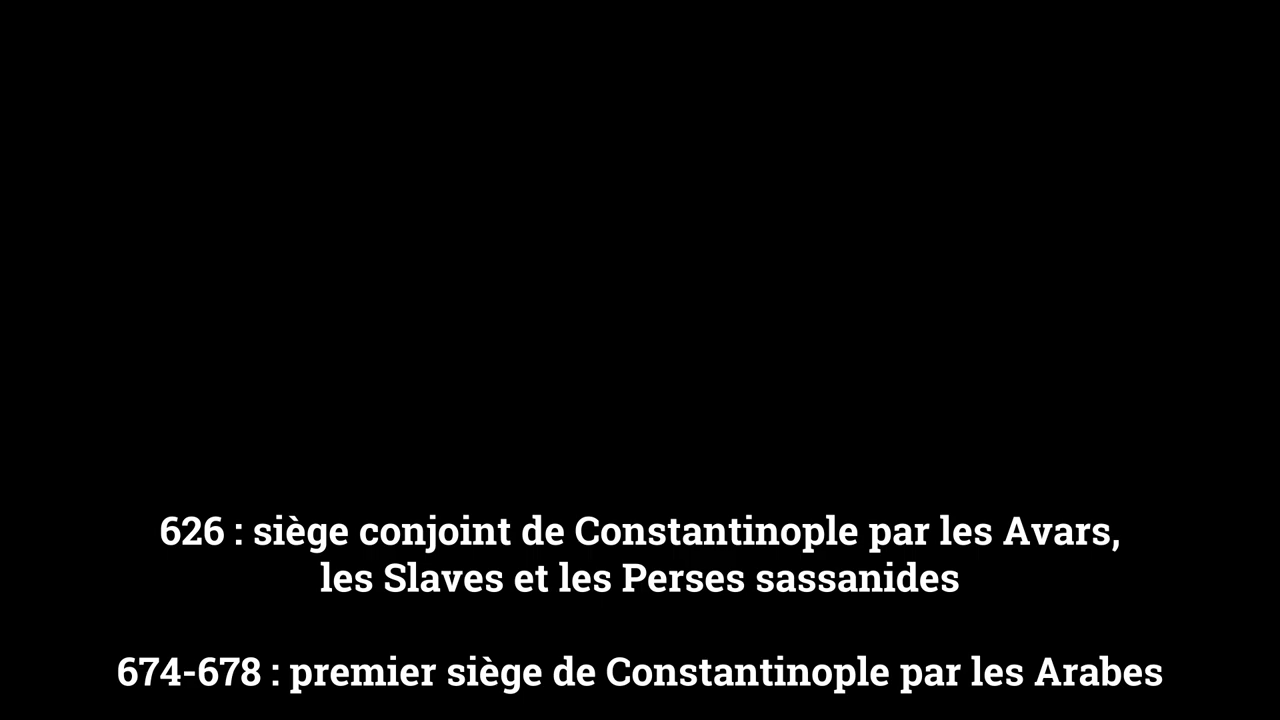 626 : siège conjoint de Constantinople par les Avars,
les Slaves et les Perses sassanides
674-678 : premier siège de Constantinople par les Arabes